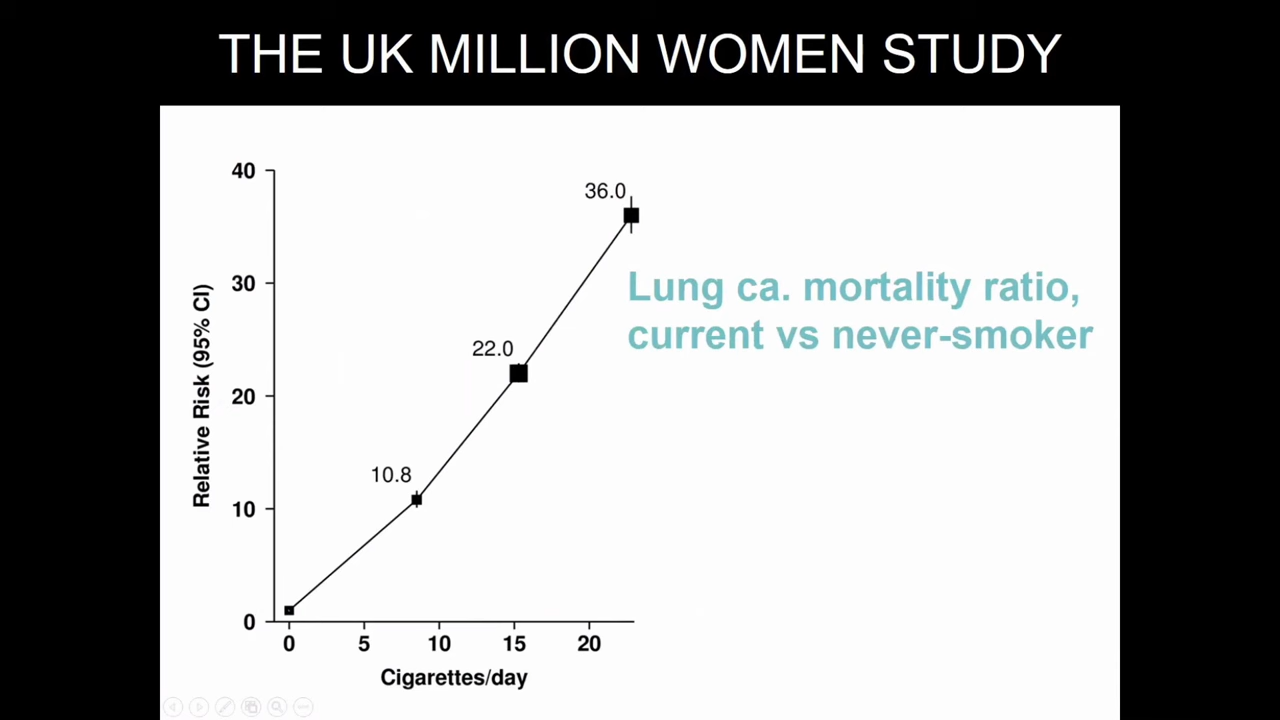 THE UK MILLION WOMEN STUDY
40
36.0
30
Lung ca. mortality ratio,
current vs never-smoker
22.0
20
10.8
10
0
Relative Risk (95% CI)
0 5 10 15 20
Cigarettes/day